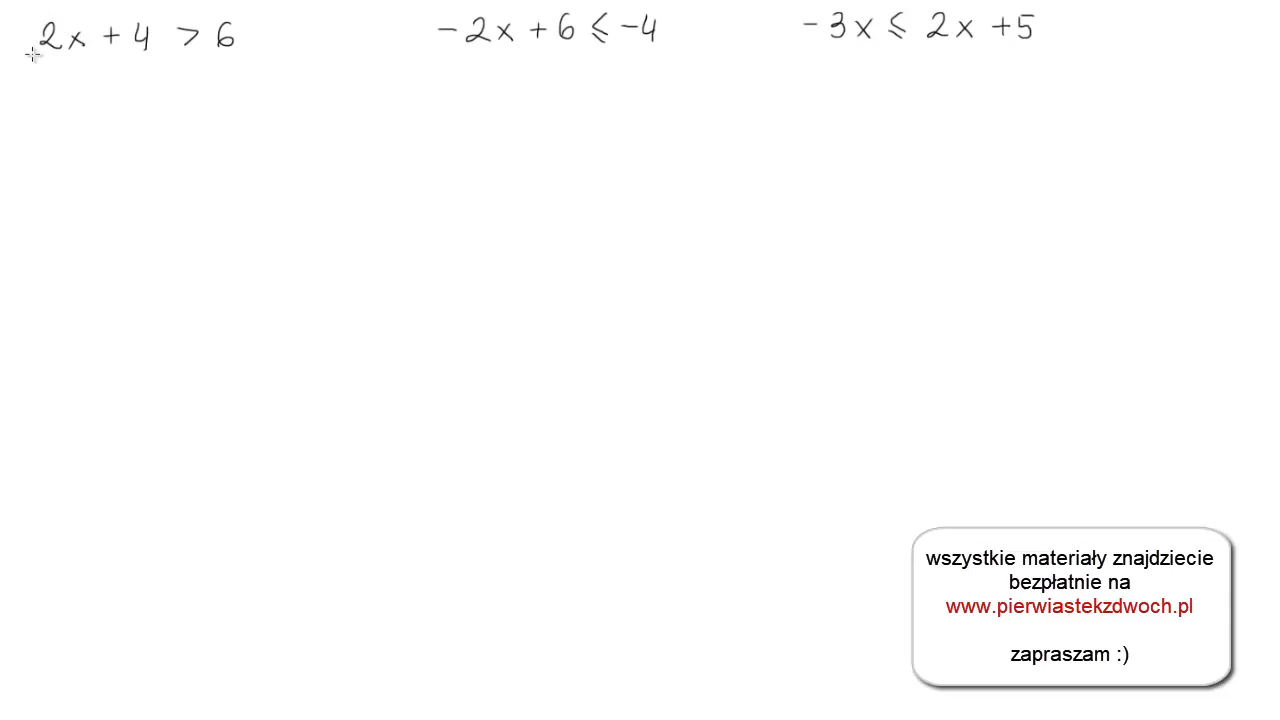 2x + 4 > 6
-2x + 6 ≤ -4
-3x ≤ 2x + 5
wszystkie materiały znajdziecie
bezpłatnie na
www.pierwiastekzdwoch.pl
zapraszam :)